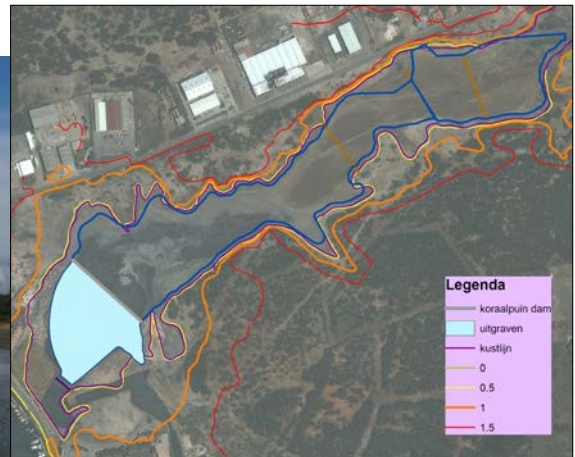 Legenda
koraalpuin dam
uitgraven
kustlijn
0
0.5
1
1.5